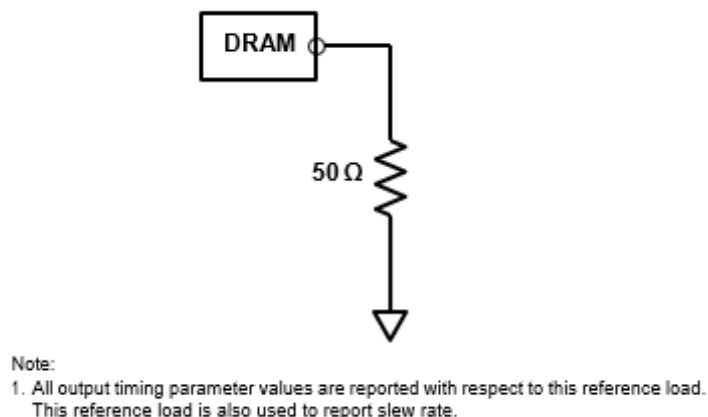 DRAM
50 Ω
Note:
1. All output timing parameter values are reported with respect to this reference load.
This reference load is also used to report slew rate.